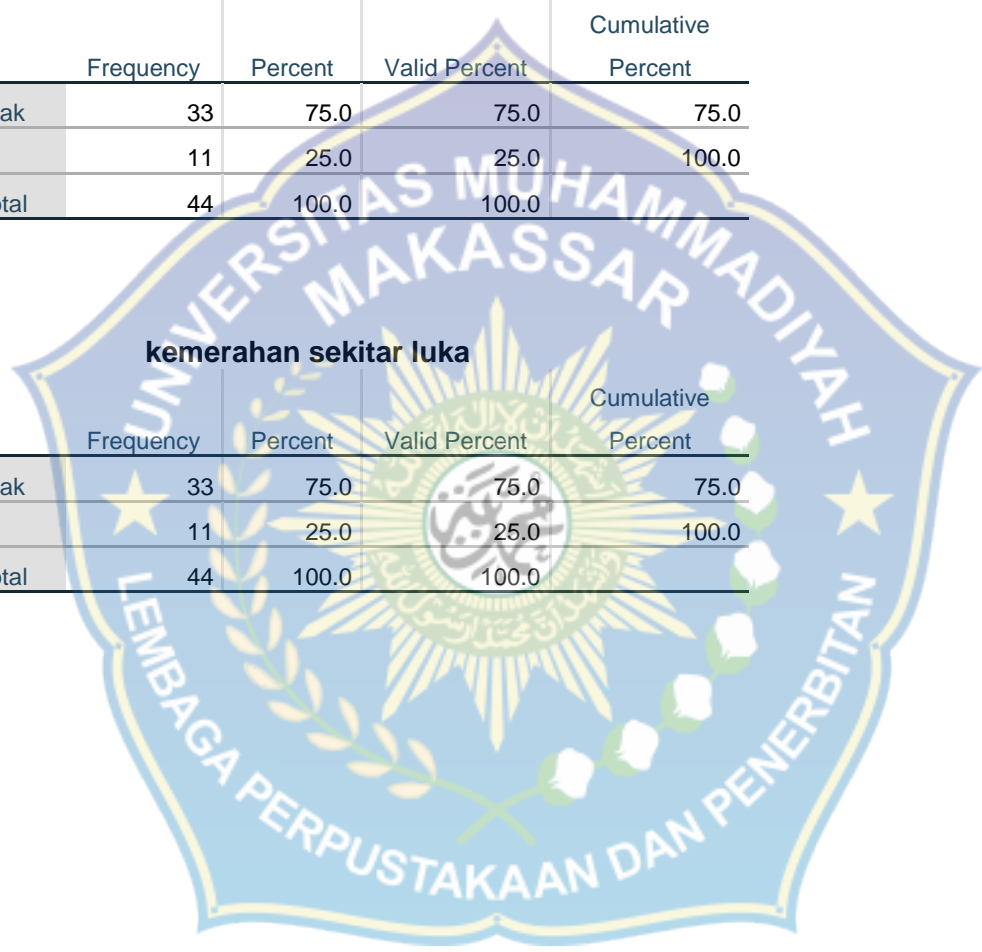 Cumulative
Frequency Percent Valid Percent Percent
ak 33 75.0 75.0 75.0
11 25.0 25.0 100.0
otal 44 100.0 100.0
UNIVERSITAS MUHAMMADIYAH
MAKASSAR
kemerahan sekitar luka
Cumulative
Frequency Percent Valid Percent Percent
ak 33 75.0 75.0 75.0
11 25.0 25.0 100.0
otal 44 100.0 100.0
LEMBAGA PERPUSTAKAAN DAN PENERBITAN